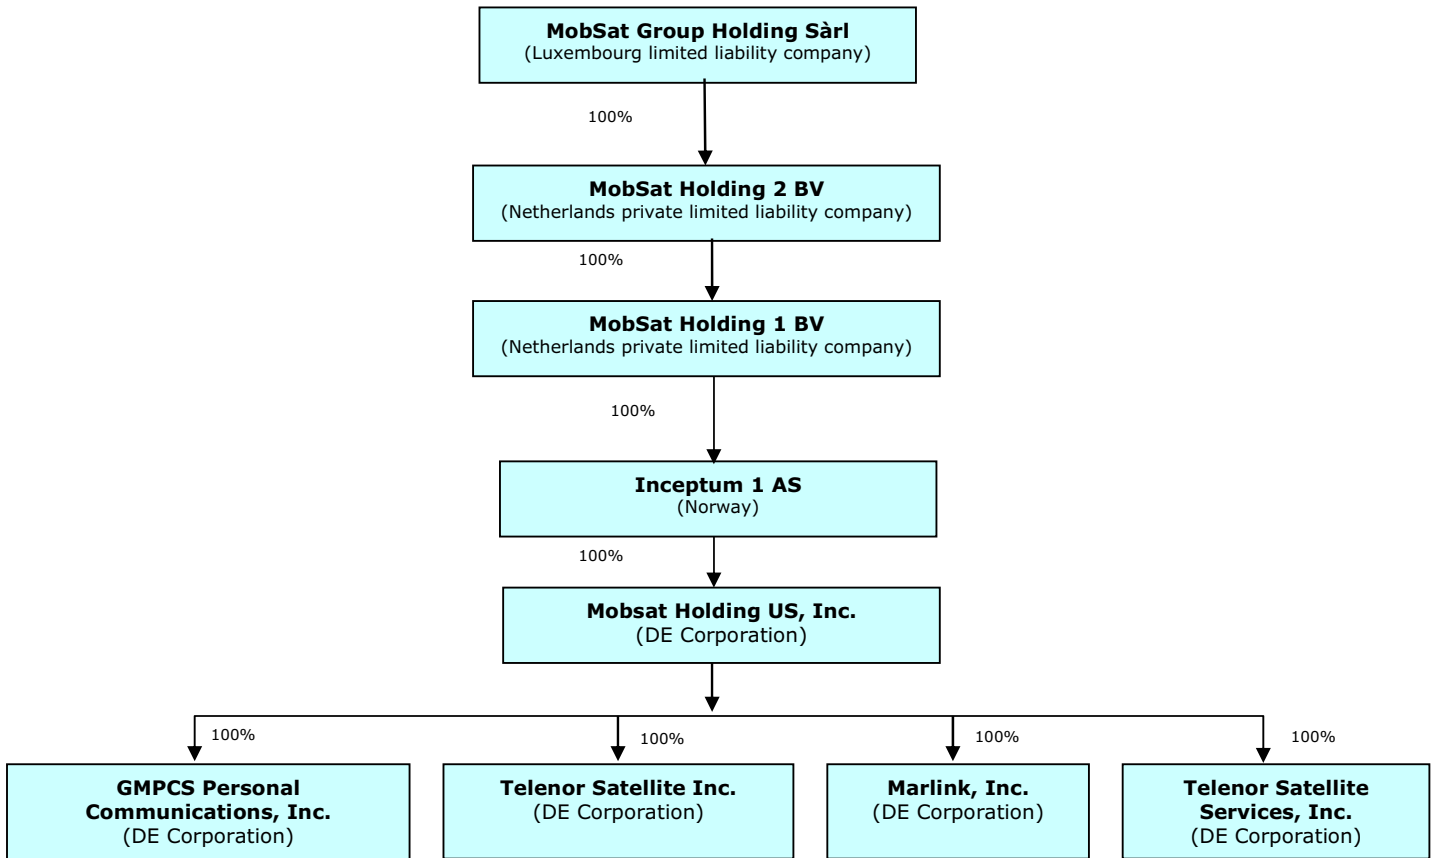 MobSat Group Holding Sàrl
(Luxembourg limited liability company)
100%
MobSat Holding 2 BV
(Netherlands private limited liability company)
100%
MobSat Holding 1 BV
(Netherlands private limited liability company)
100%
Inceptum 1 AS
(Norway)
100%
Mobsat Holding US, Inc.
(DE Corporation)
100%
100%
100%
100%
GMPCS Personal
Communications, Inc.
(DE Corporation)
Telenor Satellite Inc.
(DE Corporation)
Marlink, Inc.
(DE Corporation)
Telenor Satellite
Services, Inc.
(DE Corporation)